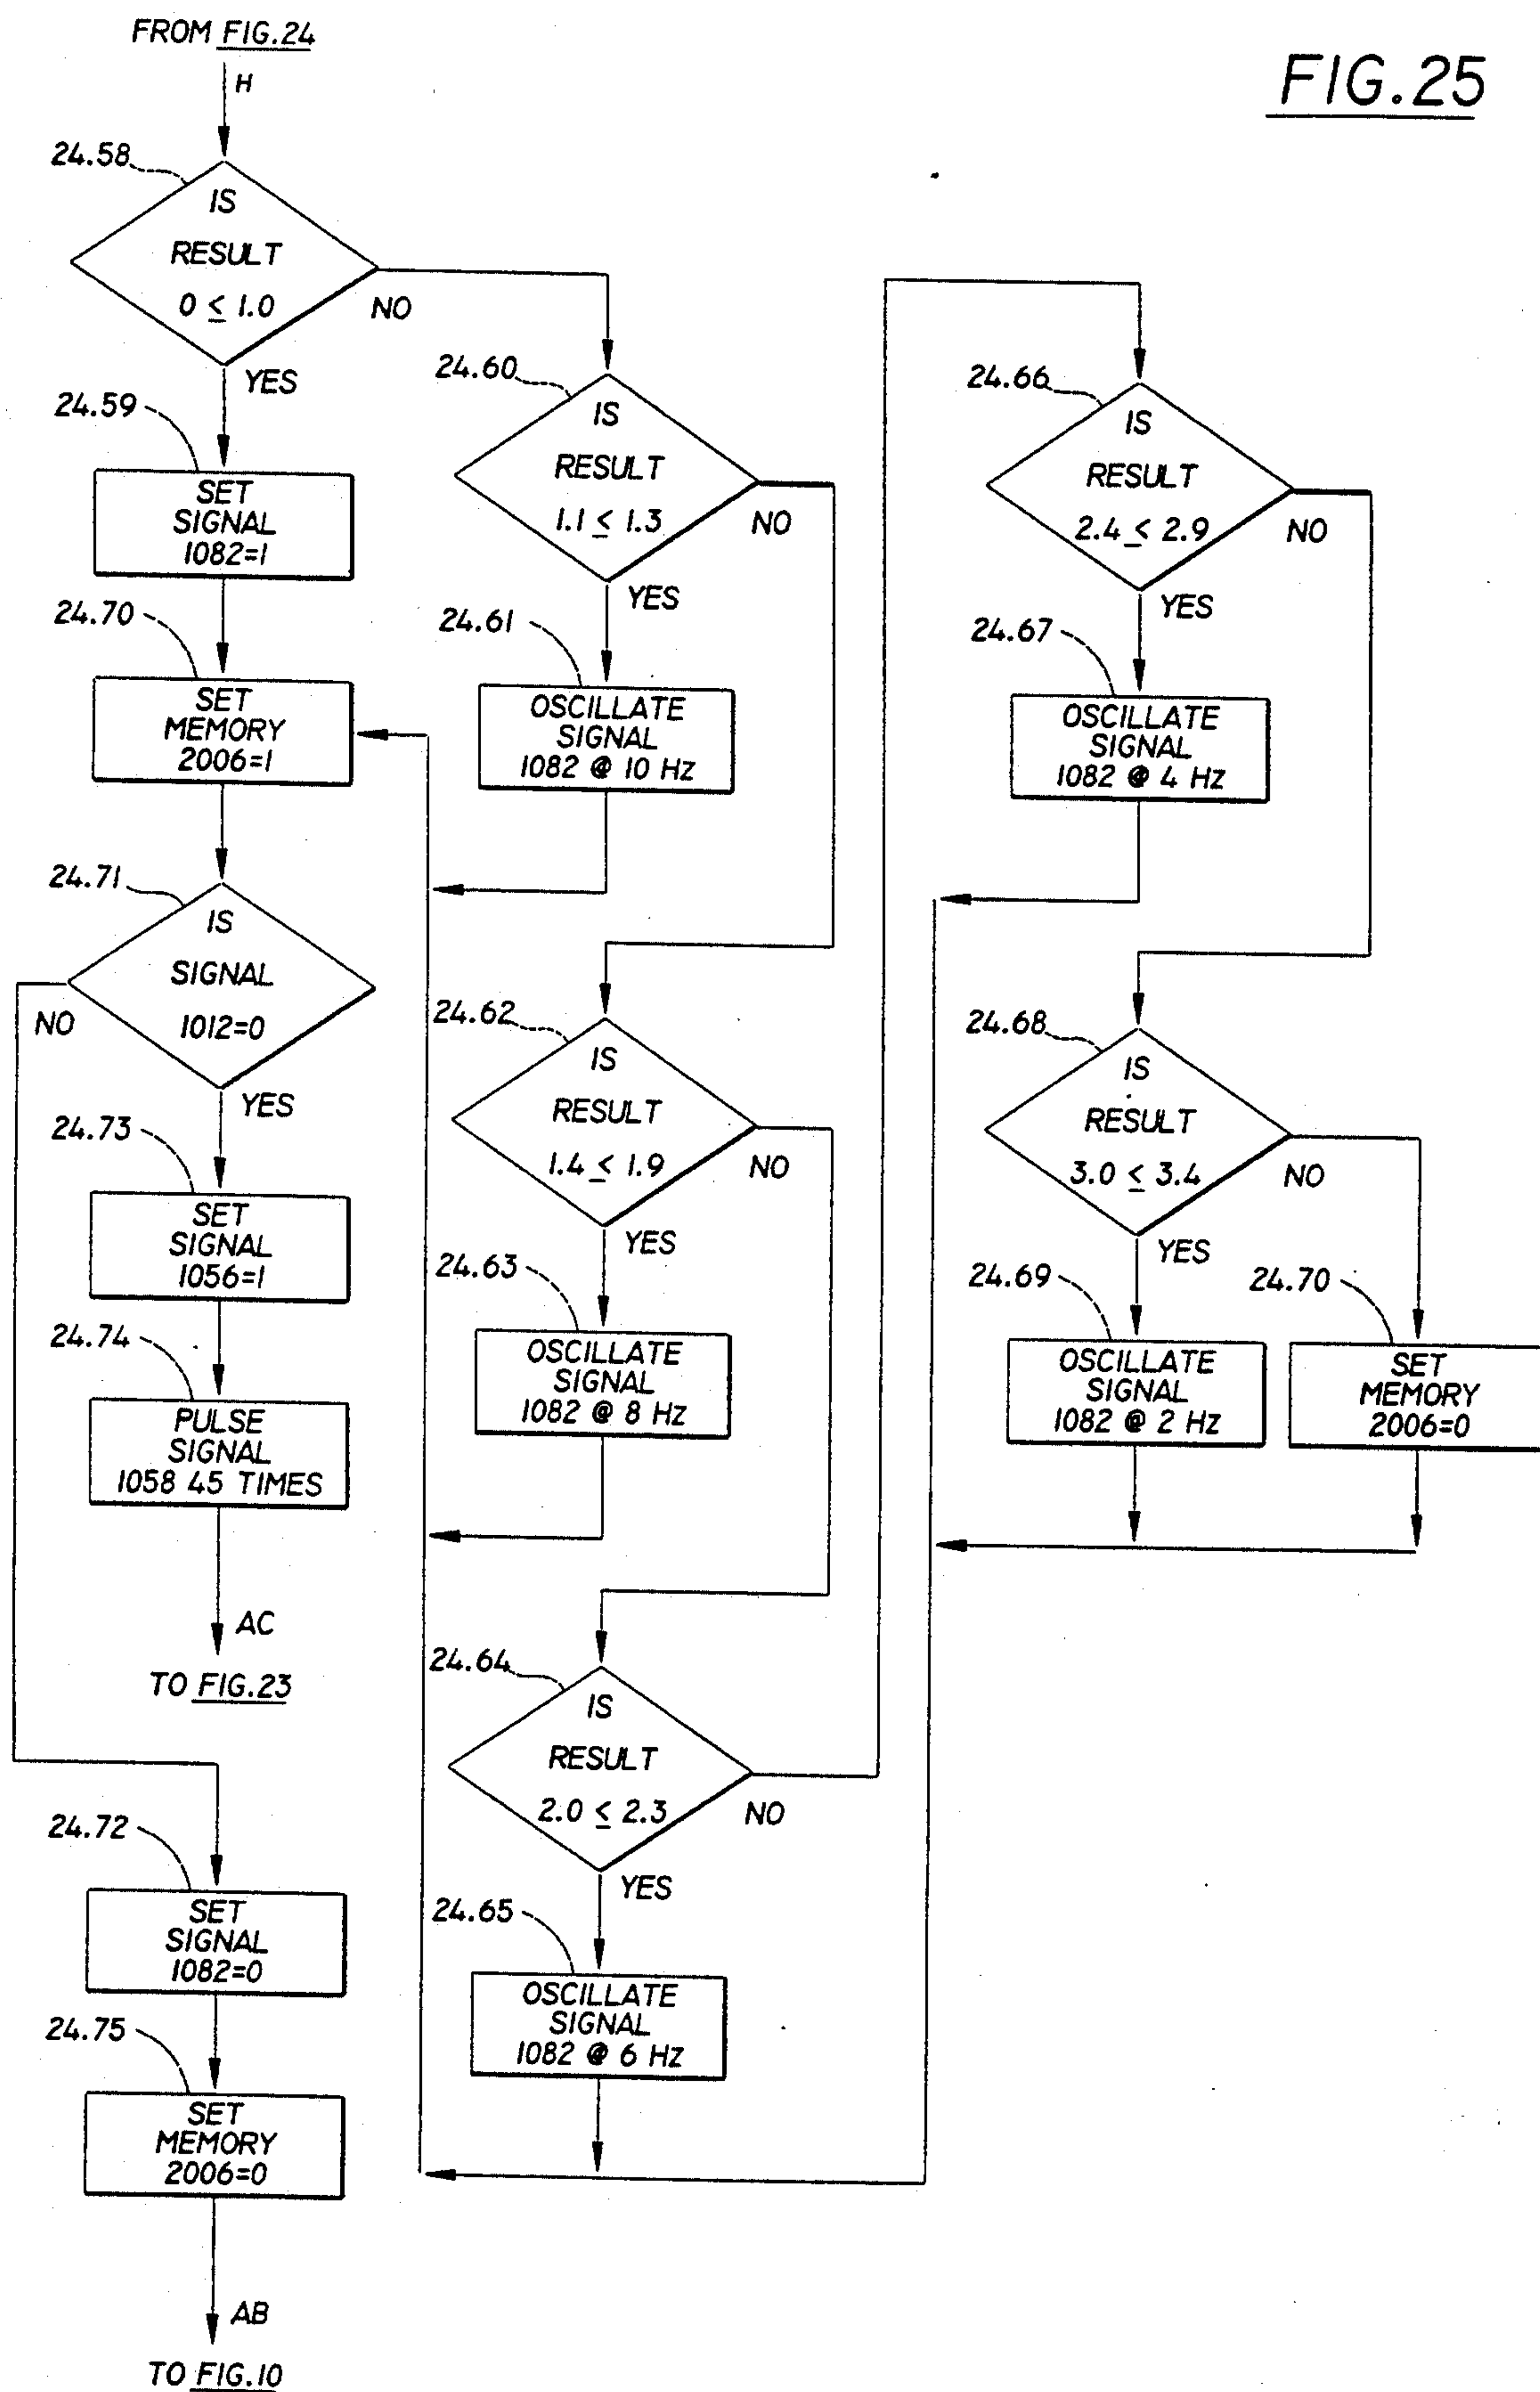 FROM FIG.24
FIG.25
H
24.58
IS
RESULT
0 ≤ 1.0
NO
YES
24.59
SET
SIGNAL
1082=1
24.70
SET
MEMORY
2006=1
24.71
IS
SIGNAL
1012=0
NO
YES
24.73
SET
SIGNAL
1056=1
24.74
PULSE
SIGNAL
1058 45 TIMES
AC
TO FIG.23
24.72
SET
SIGNAL
1082=0
24.75
SET
MEMORY
2006=0
AB
TO FIG.10
24.60
IS
RESULT
1.1 ≤ 1.3
NO
YES
24.61
OSCILLATE
SIGNAL
1082 @ 10 HZ
24.62
IS
RESULT
1.4 ≤ 1.9
NO
YES
24.63
OSCILLATE
SIGNAL
1082 @ 8 HZ
24.64
IS
RESULT
2.0 ≤ 2.3
NO
YES
24.65
OSCILLATE
SIGNAL
1082 @ 6 HZ
24.66
IS
RESULT
2.4 ≤ 2.9
NO
YES
24.67
OSCILLATE
SIGNAL
1082 @ 4 HZ
24.68
IS
RESULT
3.0 ≤ 3.4
NO
YES
24.69
OSCILLATE
SIGNAL
1082 @ 2 HZ
24.70
SET
MEMORY
2006=0